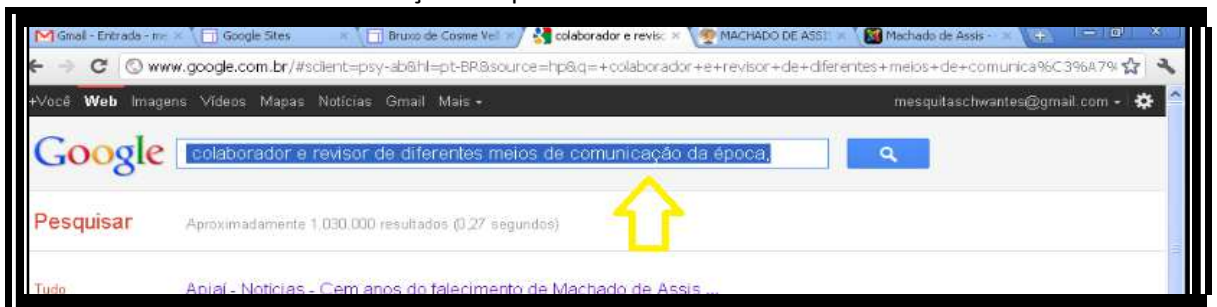 Gmail - Entrada - me Google Sites Bruxo de Cosme Vel colaborador e revisc MACHADO DE ASSI Machado de Assis -
www.google.com.br/#sclient=psy-ab&hl=pt-BR&source=hp&q=+colaborador+e+revisor+de+diferentes+meios+de+comunica%C3%A7%
+Você Web Imagens Vídeos Mapas Notícias Gmail Mais mesquitaschwantes@gmail.com
Google colaborador e revisor de diferentes meios de comunicação da época,
Pesquisar Aproximadamente 1.030.000 resultados (0,27 segundos)
Tudo Apiaí - Notícias - Cem anos do falecimento de Machado de Assis ...